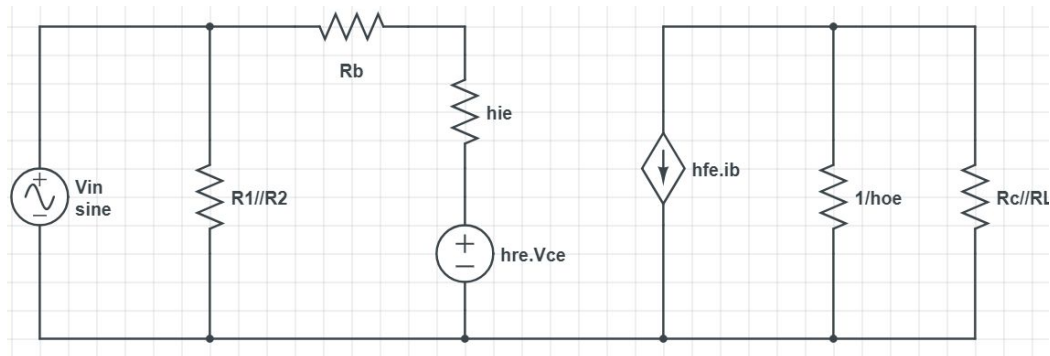 Rb
hie
Vin
sine
R1//R2
hfe.ib
1/hoe
Rc//RL
hre.Vce